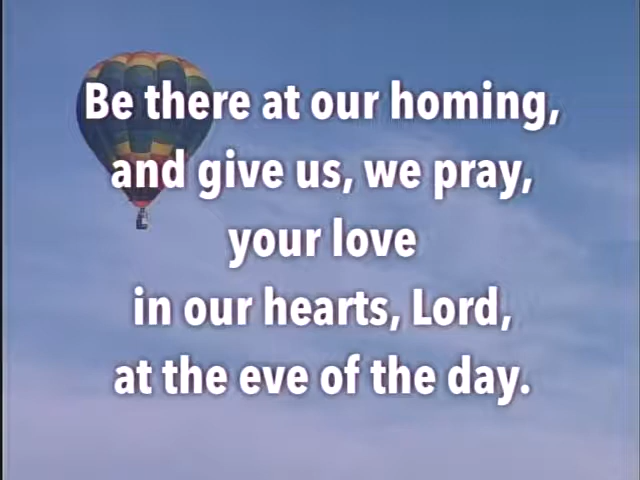 Be there at our homing,
and give us, we pray,
your love
in our hearts, Lord,
at the eve of the day.